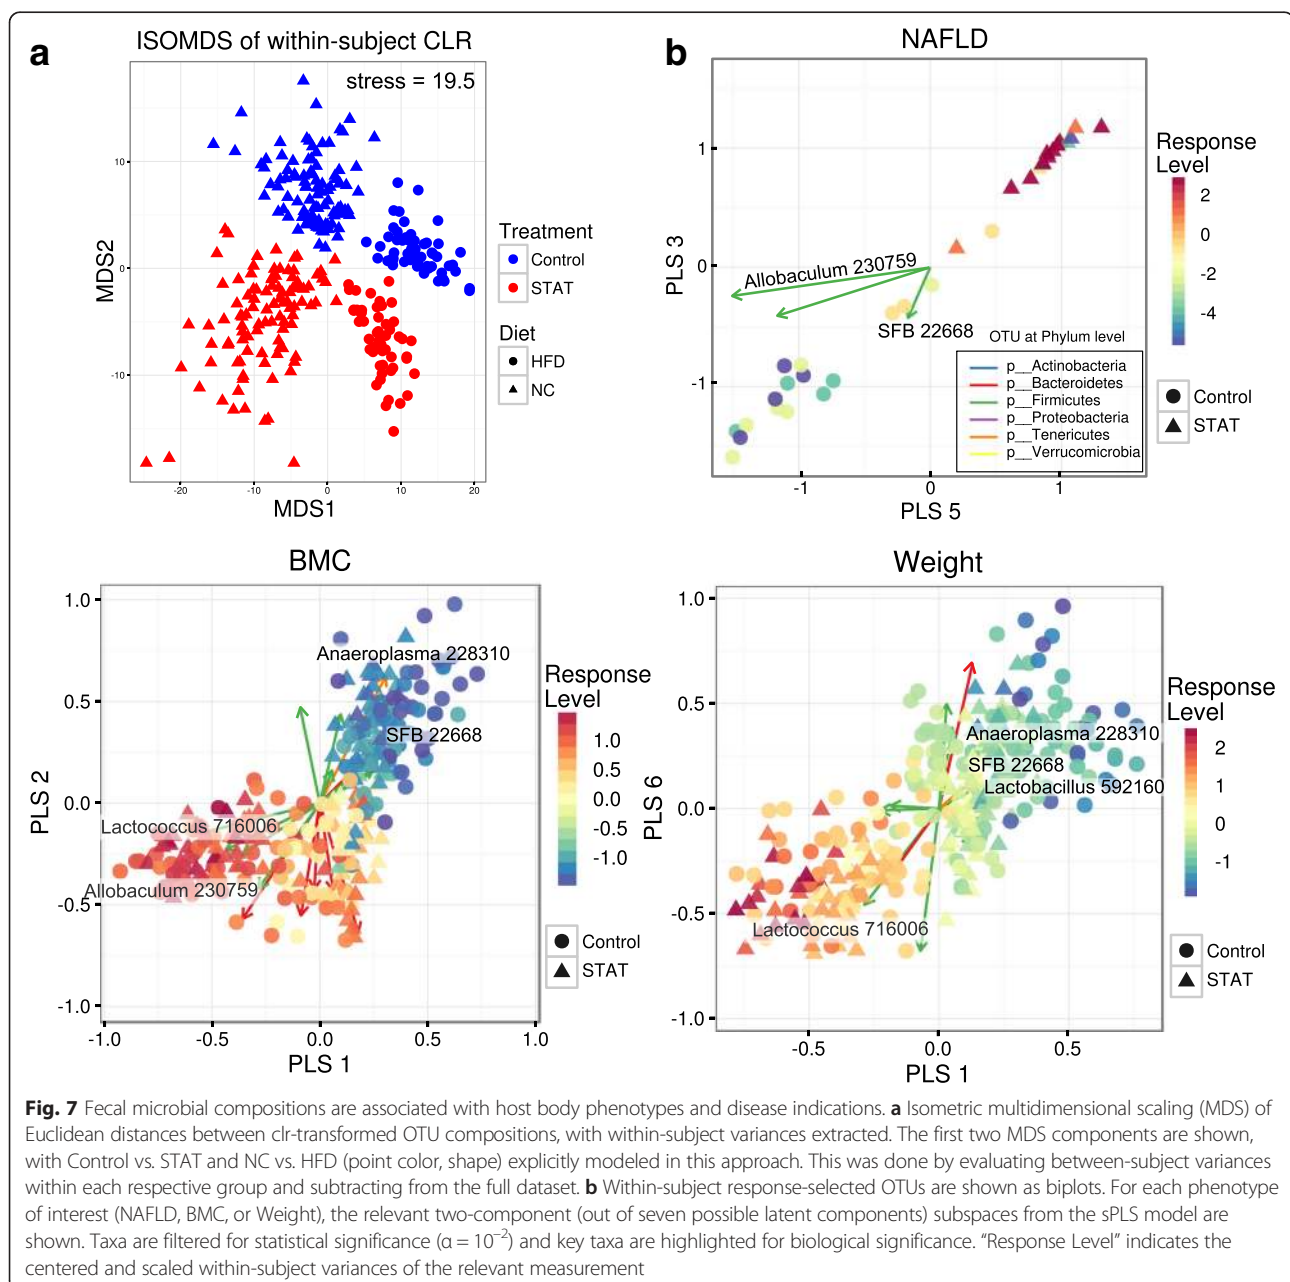 a
ISOMDS of within-subject CLR
stress = 19.5
10
0
-10
MDS2
-20
-10
0
10
20
MDS1
Treatment
Control
STAT
Diet
HFD
NC
b
NAFLD
1
0
-1
PLS 3
Allobaculum 230759
SFB 22668
OTU at Phylum level
p__Actinobacteria
p__Bacteroidetes
p__Firmicutes
p__Proteobacteria
p__Tenericutes
p__Verrucomicrobia
-1
0
1
PLS 5
Response
Level
2
0
-2
-4
Control
STAT
BMC
1.0
0.5
0.0
-0.5
-1.0
PLS 2
Anaeroplasma 228310
SFB 22668
Lactococcus 716006
Allobaculum 230759
-1.0
-0.5
0.0
0.5
1.0
PLS 1
Response
Level
1.0
0.5
0.0
-0.5
-1.0
Control
STAT
Weight
1.0
0.5
0.0
-0.5
-1.0
PLS 6
Anaeroplasma 228310
SFB 22668
Lactobacillus 592160
Lactococcus 716006
-0.5
0.0
0.5
PLS 1
Response
Level
2
1
0
-1
Control
STAT
Fig. 7 Fecal microbial compositions are associated with host body phenotypes and disease indications. a Isometric multidimensional scaling (MDS) of
Euclidean distances between clr-transformed OTU compositions, with within-subject variances extracted. The first two MDS components are shown,
with Control vs. STAT and NC vs. HFD (point color, shape) explicitly modeled in this approach. This was done by evaluating between-subject variances
within each respective group and subtracting from the full dataset. b Within-subject response-selected OTUs are shown as biplots. For each phenotype
of interest (NAFLD, BMC, or Weight), the relevant two-component (out of seven possible latent components) subspaces from the sPLS model are
shown. Taxa are filtered for statistical significance (α = 10⁻²) and key taxa are highlighted for biological significance. “Response Level” indicates the
centered and scaled within-subject variances of the relevant measurement